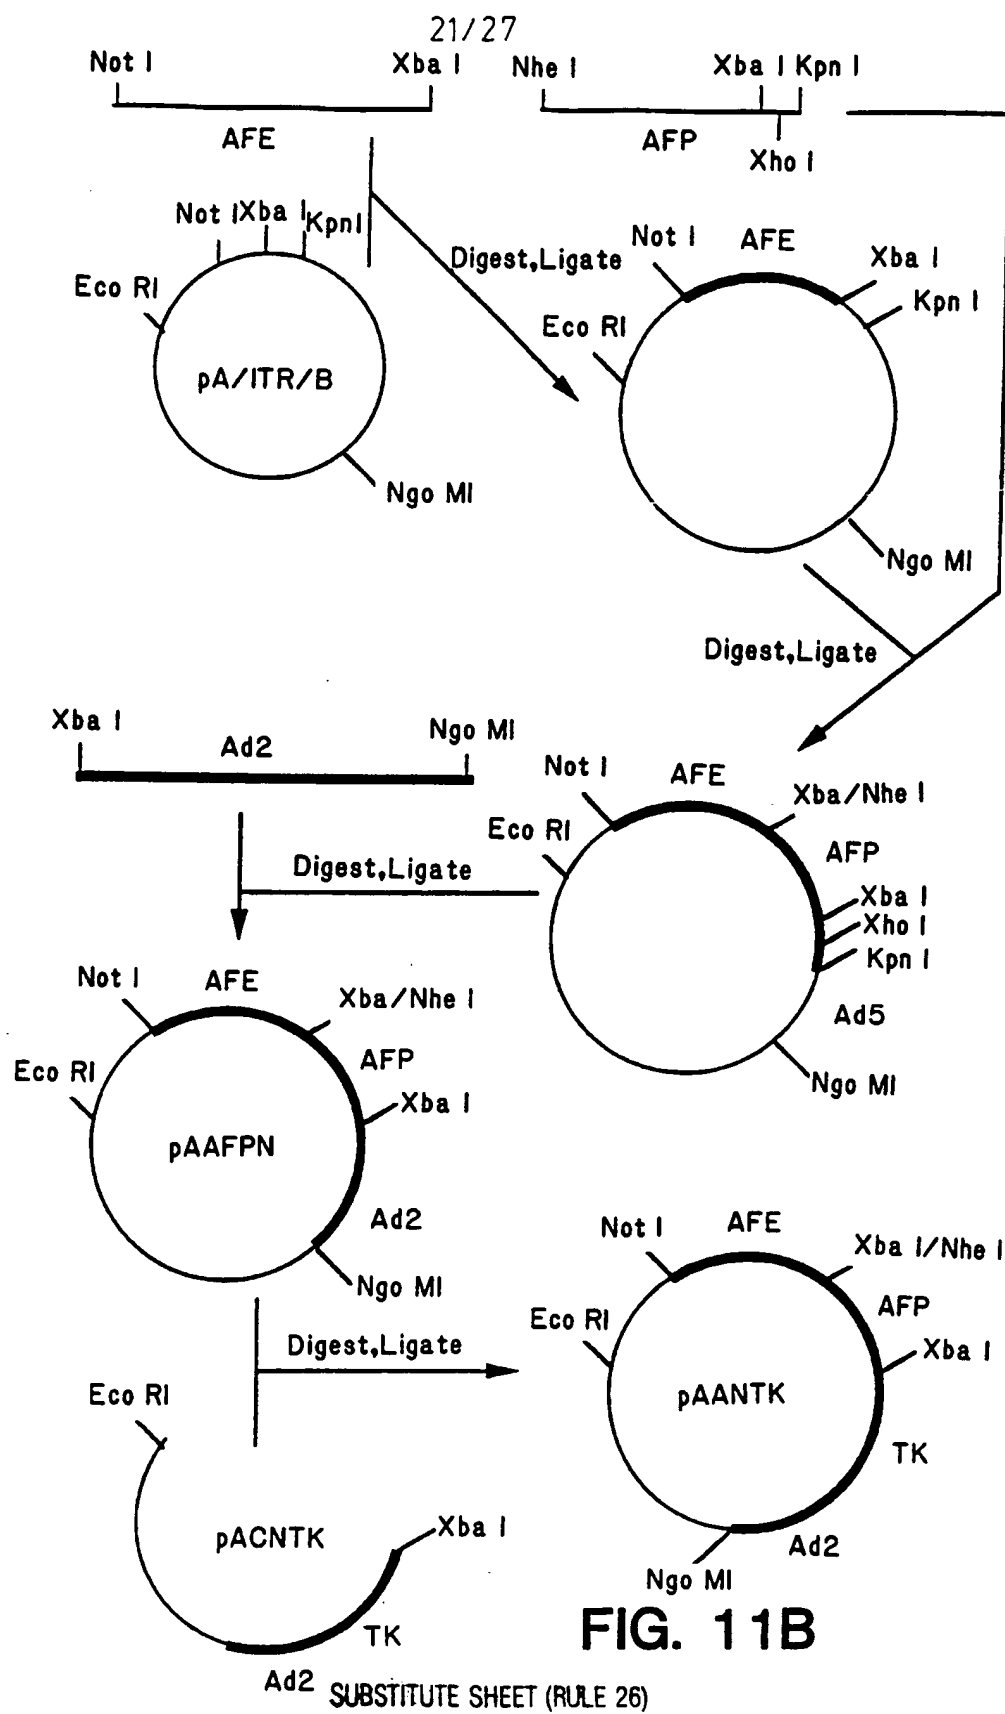 21/27
Not I
Xba I
Nhe I
Xba I Kpn I
AFE
AFP
Xho I
Not I Xba I Kpn I
Eco RI
pA/ITR/B
Ngo MI
Digest,Ligate
Not I
AFE
Xba I
Kpn I
Eco RI
Ngo MI
Digest,Ligate
Xba I
Ad2
Ngo MI
Not I
AFE
Xba/Nhe I
Eco RI
AFP
Xba I
Xho I
Kpn I
Ad5
Ngo MI
Digest,Ligate
Not I
AFE
Xba/Nhe I
Eco RI
AFP
Xba I
pAAFPN
Ad2
Ngo MI
Digest,Ligate
Eco RI
pACNTK
Xba I
TK
Ad2
Not I
AFE
Xba I/Nhe I
Eco RI
AFP
Xba I
pAANTK
TK
Ad2
Ngo MI
FIG. 11B
SUBSTITUTE SHEET (RULE 26)